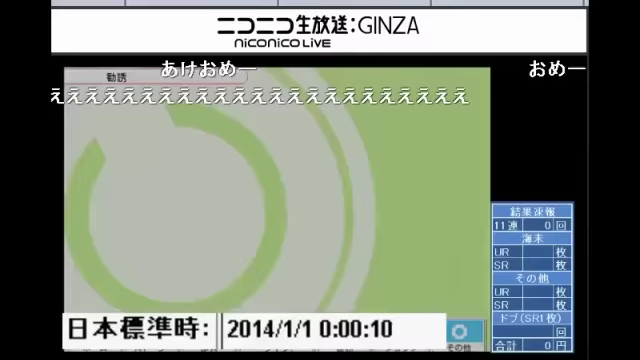 ニコニコ生放送:GINZA
niconico LIVE
勧誘
あけおめー
おめー
えええええええええええええええええええええええ
結果速報
11連 0 回
海未
UR 枚
SR 枚
その他
UR 枚
SR 枚
ドブ(SR1枚)
回
合計 0 円
日本標準時: 2014/1/1 0:00:10
その他